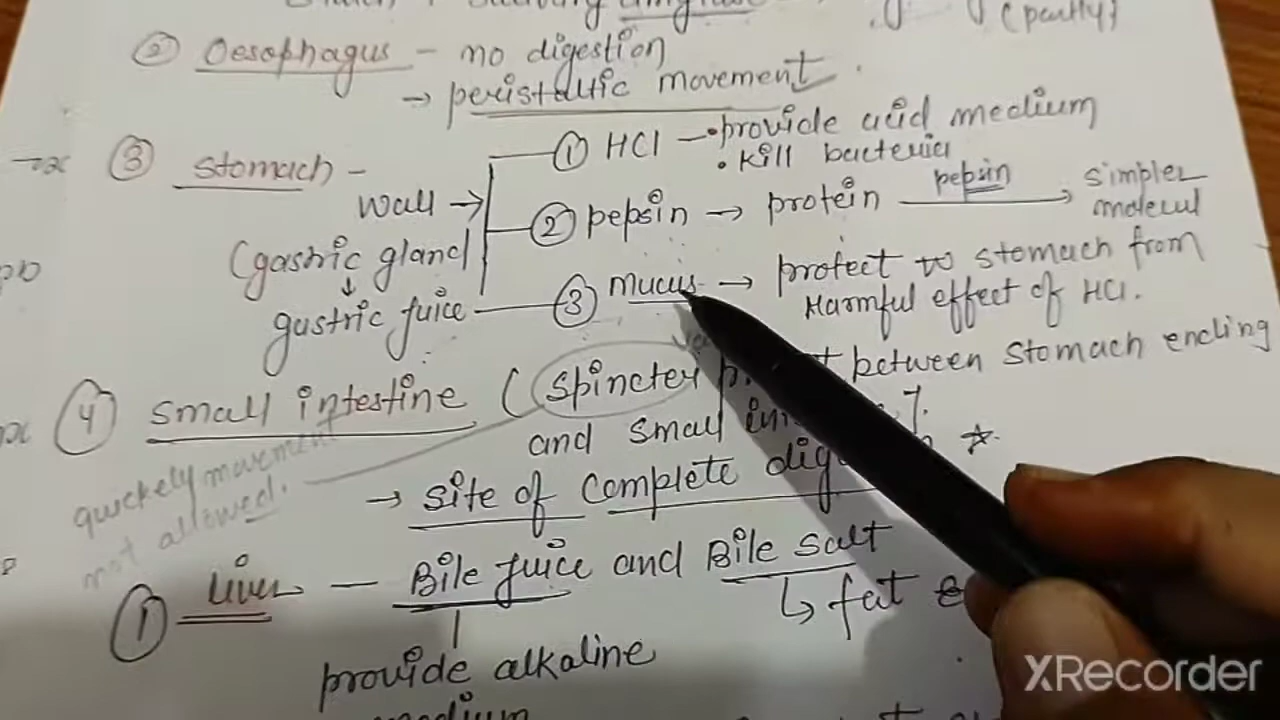 (partly)
② Oesophagus - no digestion
→ peristaltic movement
③ stomach -
wall →
(gastric gland
↓
gastric juice
① HCl - • provide acid medium
• Kill bacteria
② pepsin → protein pepsin → simpler
molecul
③ mucus → protect to stomach from
Harmful effect of HCl.
④ small intestine ( spincter between stomach ending
and small
quickely movement
not allowed.
→ site of complete
① liver - Bile juice and Bile salt
↳ fat
provide alkaline
medium
XRecorder